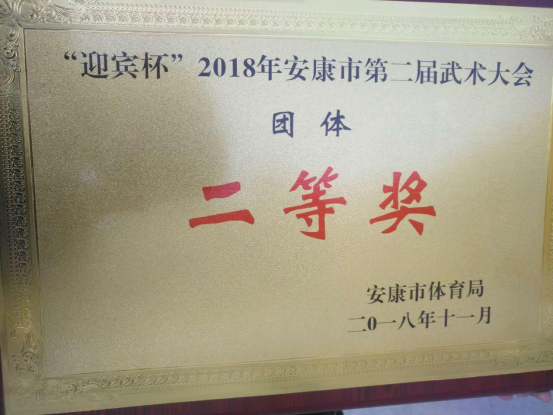 “迎宾杯”2018年安康市第二届武术大会
团体
二等奖
安康市体育局
二0一八年十一月